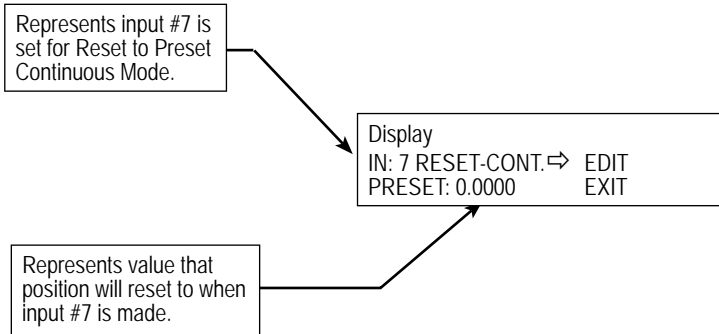 Represents input #7 is
set for Reset to Preset
Continuous Mode.
Display
IN: 7 RESET-CONT.⇨ EDIT
PRESET: 0.0000 EXIT
Represents value that
position will reset to when
input #7 is made.